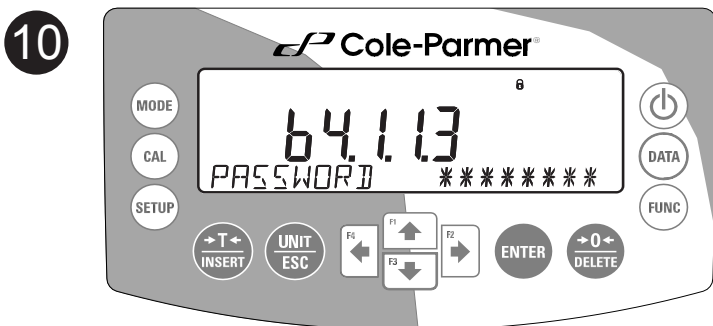 10
Cole-Parmer®
MODE
CAL
SETUP
b4.1.1.3
PASSWORD ********
DATA
FUNC
→T←
INSERT
UNIT
ESC
F4
F1
F3
F2
ENTER
→0←
DELETE